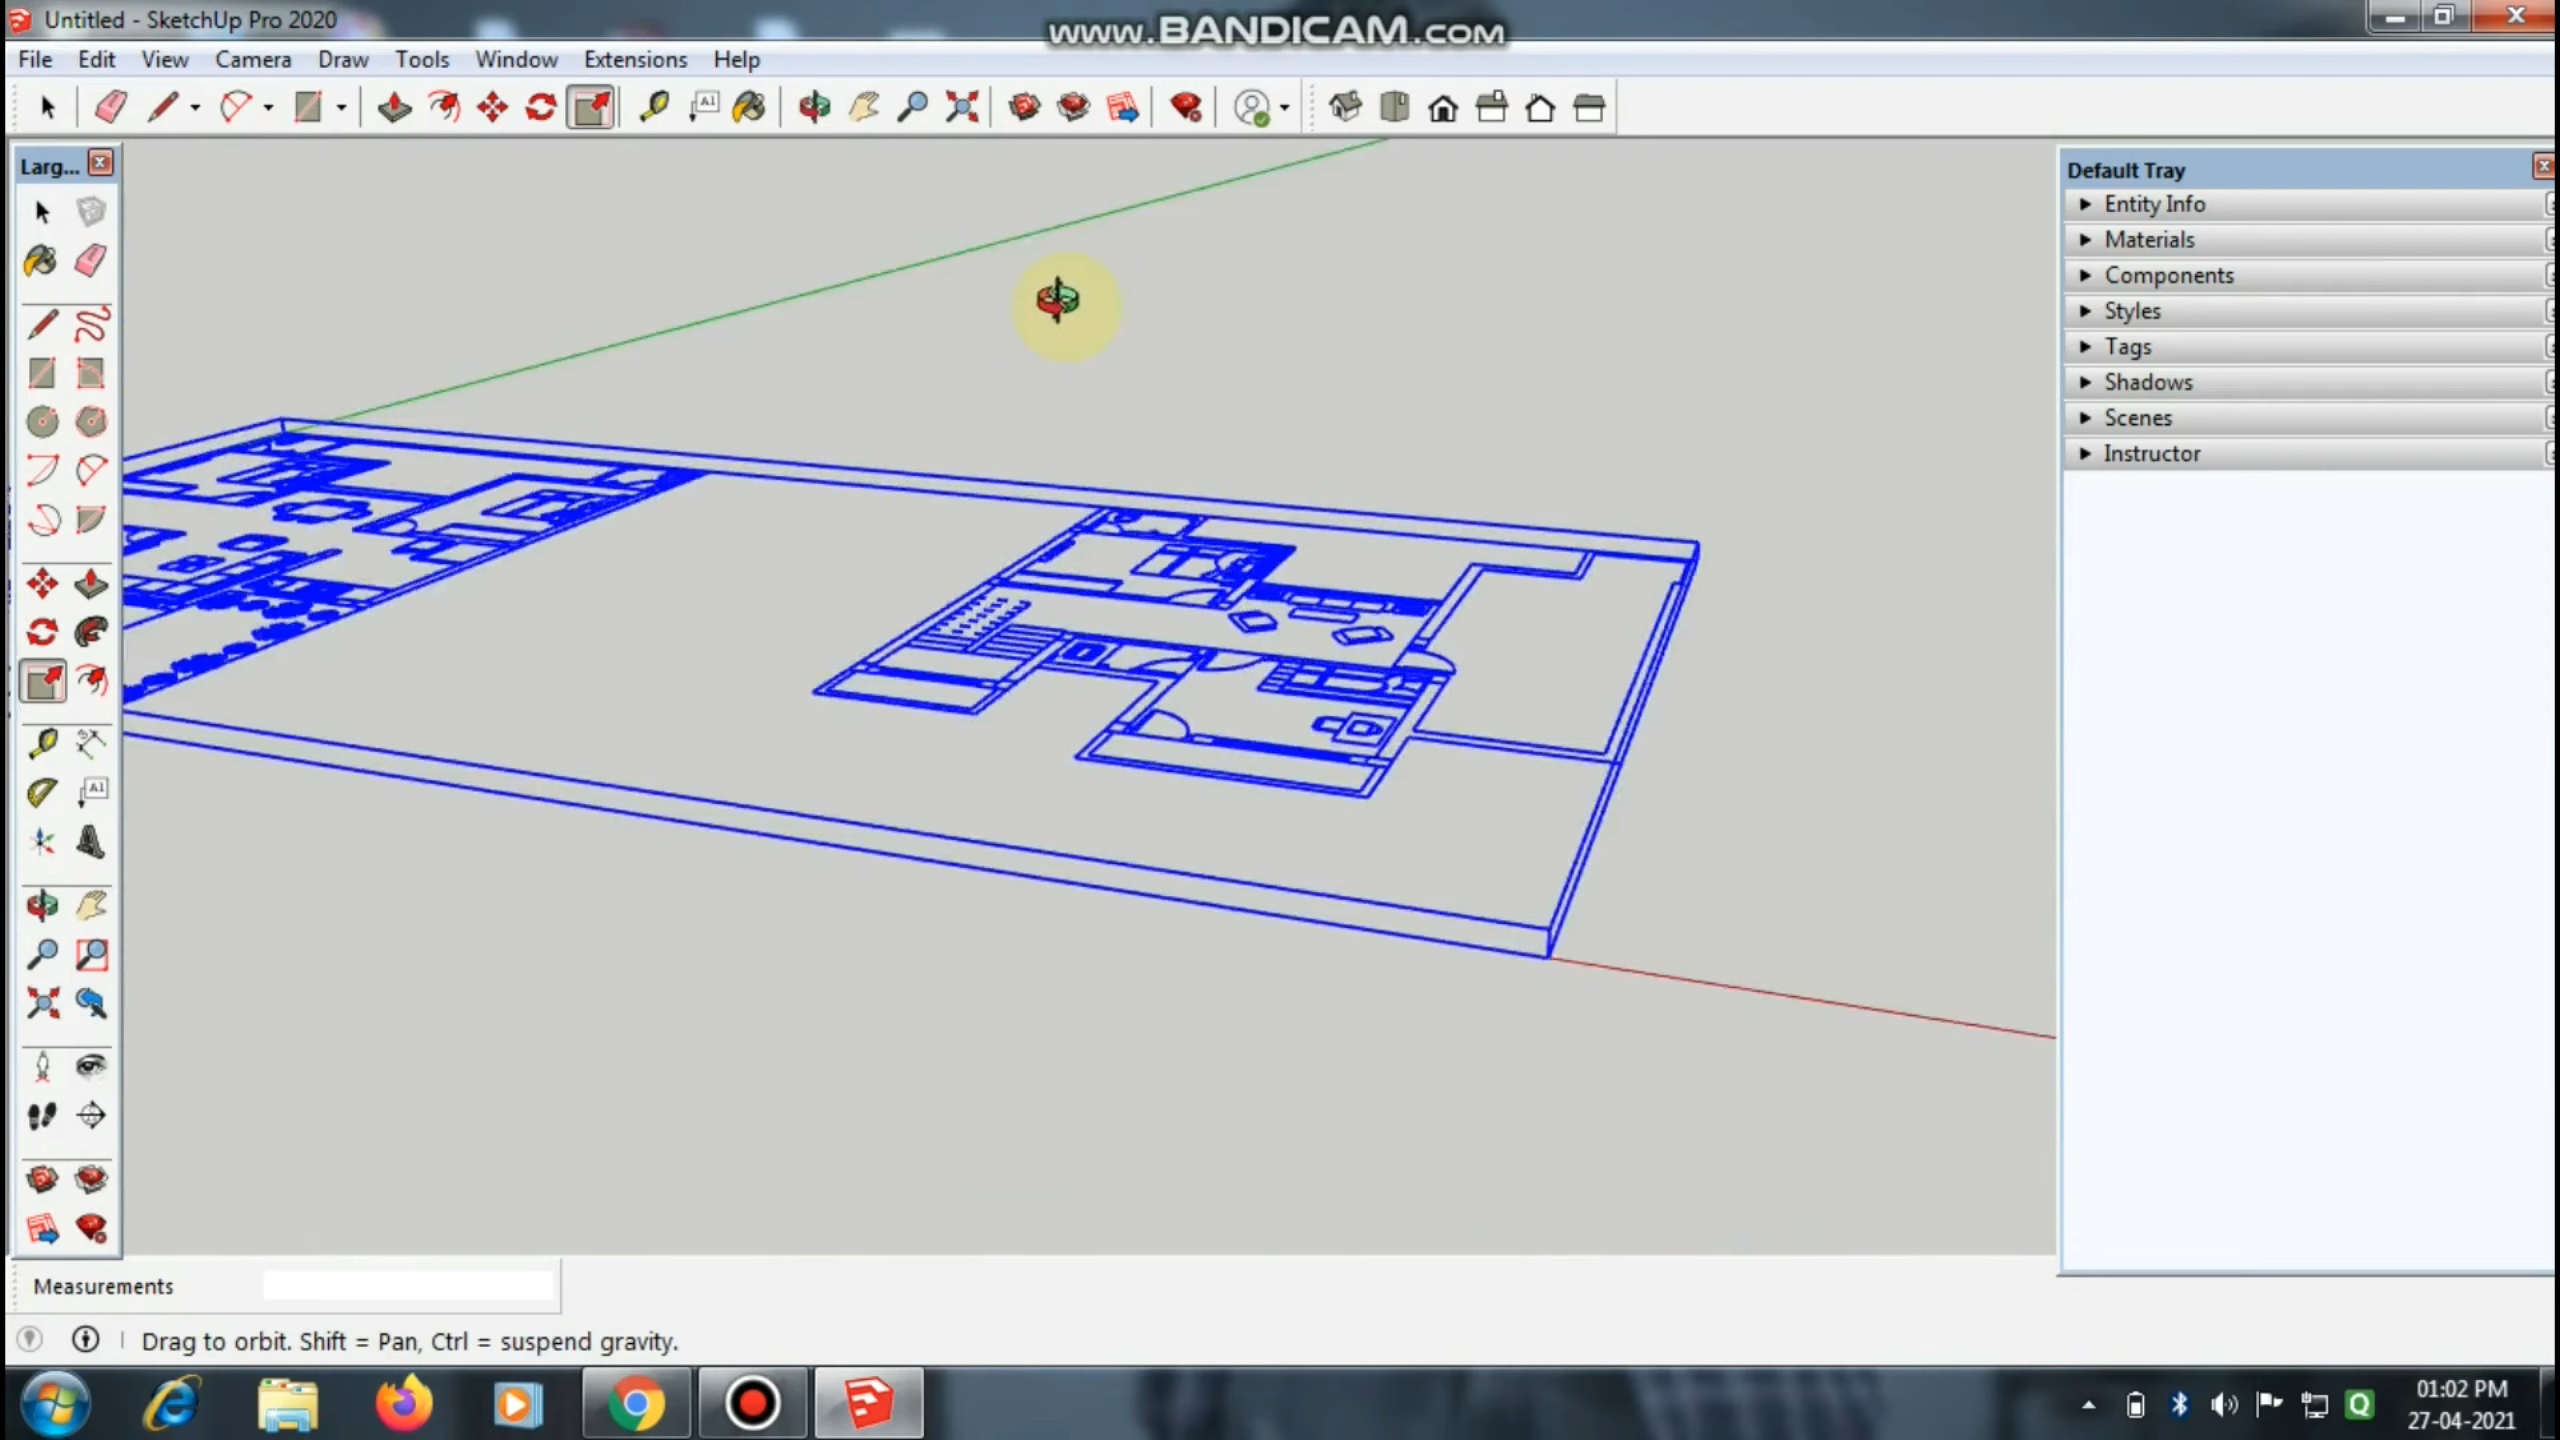 Untitled - SketchUp Pro 2020
www.BANDICAM.com
File Edit View Camera Draw Tools Window Extensions Help
A1
Larg...
Default Tray
Entity Info
Materials
Components
Styles
Tags
Shadows
Scenes
Instructor
A1
Measurements
Drag to orbit. Shift = Pan, Ctrl = suspend gravity.
01:02 PM
27-04-2021